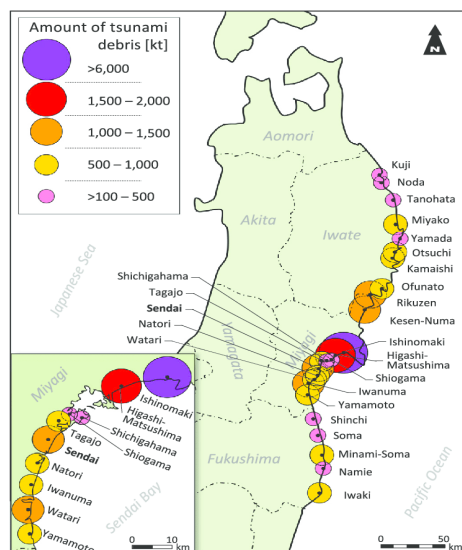 Amount of tsunami
debris [kt]
>6,000
1,500 – 2,000
1,000 – 1,500
500 – 1,000
>100 – 500
N
Aomori
Akita
Iwate
Yamagata
Miyagi
Fukushima
Japanese Sea
Pacific Ocean
Kuji
Noda
Tanohata
Miyako
Yamada
Otsuchi
Kamaishi
Ofunato
Rikuzen
Kesen-Numa
Ishinomaki
Higashi-
Matsushima
Shiogama
Iwanuma
Yamamoto
Shinchi
Soma
Minami-Soma
Namie
Iwaki
Shichigahama
Tagajo
Sendai
Natori
Watari
Miyagi
Ishinomaki
Higashi-
Matsushima
Shichigahama
Shiogama
Tagajo
Sendai
Natori
Iwanuma
Watari
Yamamoto
Sendai Bay
0 10
km
0 50
km